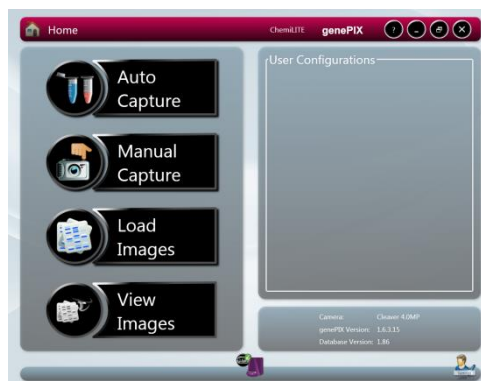 Home
ChemiLITE
genePIX
?
Auto
Capture
Manual
Capture
Load
Images
View
Images
User Configurations
Camera: Cleaver 4.0MP
genePIX Version: 1.6.3.15
Database Version: 1.86